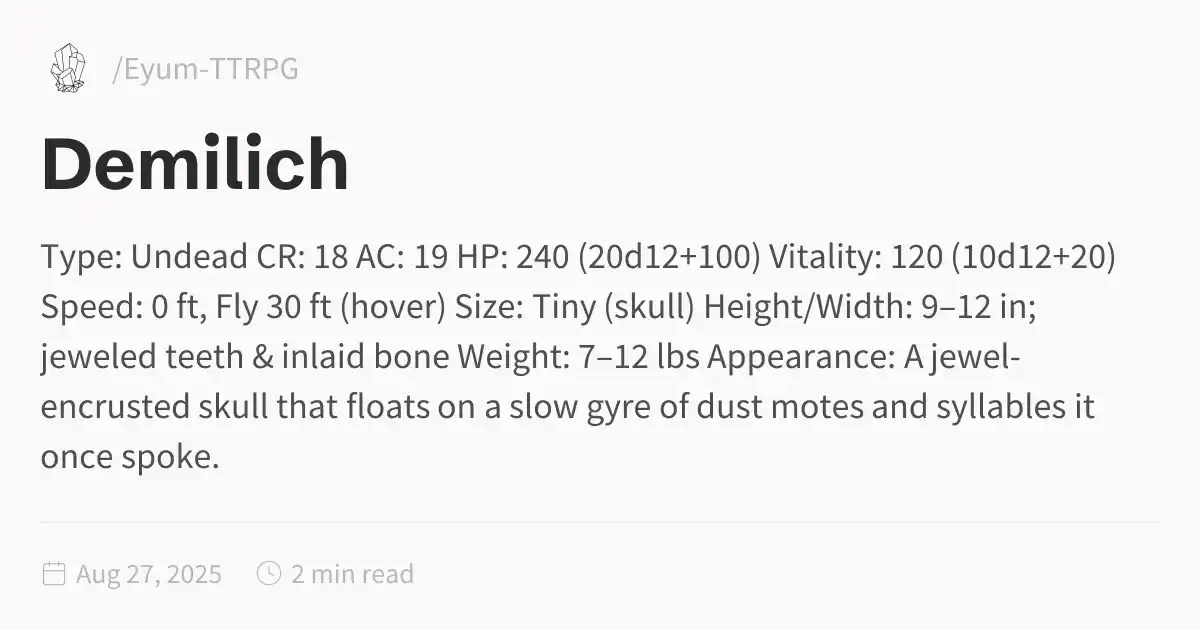 /Eyum-TTRPG
Demilich
Type: Undead CR: 18 AC: 19 HP: 240 (20d12+100) Vitality: 120 (10d12+20)
Speed: 0 ft, Fly 30 ft (hover) Size: Tiny (skull) Height/Width: 9–12 in;
jeweled teeth & inlaid bone Weight: 7–12 lbs Appearance: A jewel-
encrusted skull that floats on a slow gyre of dust motes and syllables it
once spoke.
Aug 27, 2025 2 min read